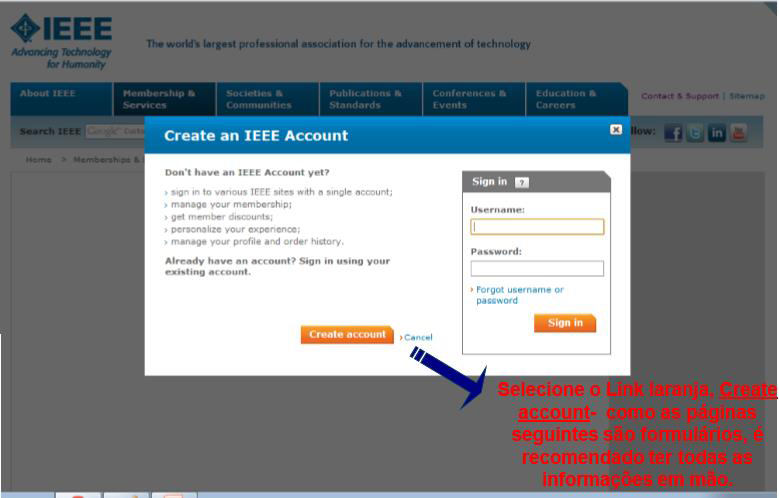 IEEE
Advancing Technology
for Humanity
The world's largest professional association for the advancement of technology
About IEEE
Membership &
Services
Societies &
Communities
Publications &
Standards
Conferences &
Events
Education &
Careers
Contact & Support | Sitemap
Search IEEE Google
llow:
Home > Memberships &
Create an IEEE Account
Don't have an IEEE Account yet?
› sign in to various IEEE sites with a single account;
› manage your membership;
› get member discounts;
› personalize your experience;
› manage your profile and order history.
Already have an account? Sign in using your
existing account.
Create account
› Cancel
Sign in ?
Username:
Password:
› Forgot username or
password
Sign in
Selecione o Link laranja, Create
account- como as páginas
seguintes são formulários, é
recomendado ter todas as
informações em mão.